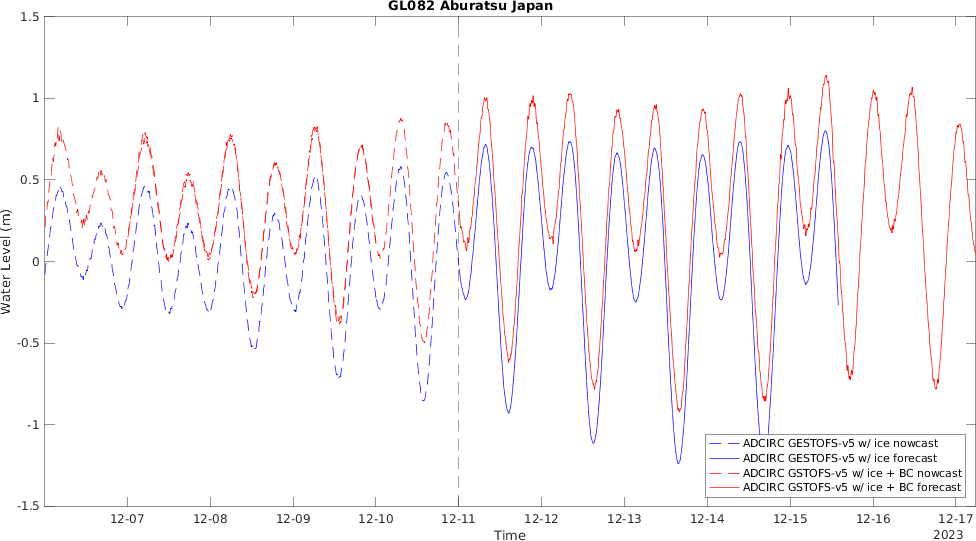 GL082 Aburatsu Japan
1.5
1
0.5
0
-0.5
-1
-1.5
Water Level (m)
ADCIRC GESTOFS-v5 w/ ice nowcast
ADCIRC GESTOFS-v5 w/ ice forecast
ADCIRC GSTOFS-v5 w/ ice + BC nowcast
ADCIRC GSTOFS-v5 w/ ice + BC forecast
12-07 12-08 12-09 12-10 12-11 12-12 12-13 12-14 12-15 12-16 12-17
Time
2023